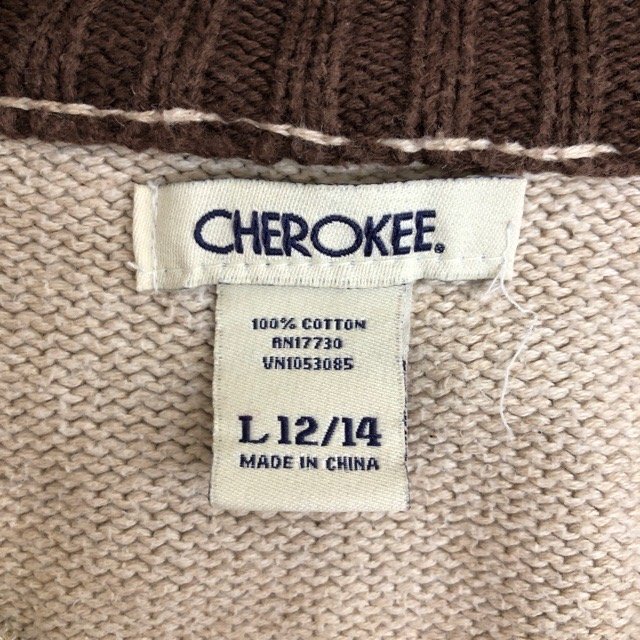 CHEROKEE.
100% COTTON
RN17730
VN1053085
L 12/14
MADE IN CHINA